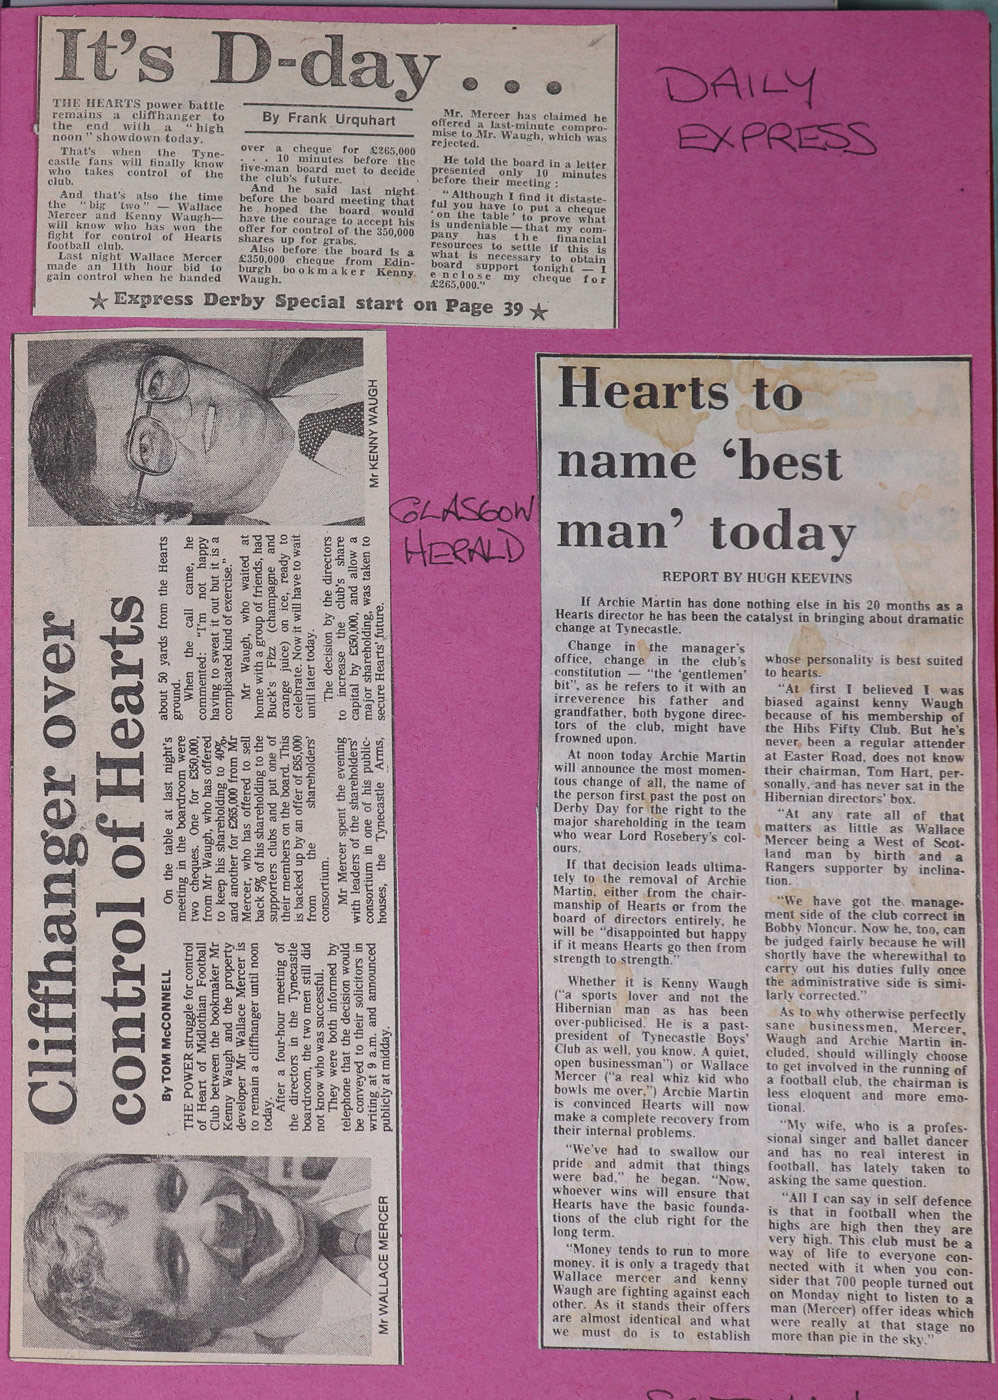 It's D-day . . .
THE HEARTS power battle
remains a cliffhanger to
the end with a "high
noon" showdown today.
That's when the Tyne-
castle fans will finally know
who takes control of the
club.
And that's also the time
the "big two" — Wallace
Mercer and Kenny Waugh—
will know who has won the
fight for control of Hearts
football club.
Last night Wallace Mercer
made an 11th hour bid to
gain control when he handed
By Frank Urquhart
over a cheque for £265,000
. . . 10 minutes before the
five-man board met to decide
the club's future.
And he said last night
before the board meeting that
he hoped the board would
have the courage to accept his
offer for control of the 350,000
shares up for grabs.
Also before the board is a
£350,000 cheque from Edin-
burgh bookmaker Kenny
Waugh.
Mr. Mercer has claimed he
offered a last-minute compro-
mise to Mr. Waugh, which was
rejected.
He told the board in a letter
presented only 10 minutes
before their meeting :
"Although I find it distaste-
ful you have to put a cheque
'on the table' to prove what
is undeniable — that my com-
pany has the financial
resources to settle if this is
what is necessary to obtain
board support tonight — I
enclose my cheque for
£265,000."
★ Express Derby Special start on Page 39 ★
DAILY
EXPRESS
Cliffhanger over
control of Hearts
By TOM McCONNELL
THE POWER struggle for control
of Heart of Midlothian Football
Club between the bookmaker Mr
Kenny Waugh and the property
developer Mr Wallace Mercer is
to remain a cliffhanger until noon
today.
After a four-hour meeting of
the directors in the Tynecastle
boardroom, the two men still did
not know who was successful.
They were both informed by
telephone that the decision would
be conveyed to their solicitors in
writing at 9 a.m. and announced
publicly at midday.
On the table at last night's
meeting in the boardroom were
two cheques. One for £350,000,
from Mr Waugh, who has offered
to keep his shareholding to 40%,
and another for £265,000 from Mr
Mercer, who has offered to sell
back 5% of his shareholding to the
supporters clubs and put one of
their members on the board. This
is backed up by an offer of £85,000
from the shareholders'
consortium.
Mr Mercer spent the evening
with leaders of the shareholders'
consortium in one of his public-
houses, the Tynecastle Arms,
about 50 yards from the Hearts
ground.
When the call came, he
commented: "I'm not happy
having to sweat it out but it is a
complicated kind of exercise."
Mr Waugh, who waited at
home with a group of friends, had
Buck's Fizz (champagne and
orange juice) on ice, ready to
celebrate. Now it will have to wait
until later today.
The decision by the directors
to increase the club's share
capital by £350,000, and allow a
major shareholding, was taken to
secure Hearts' future.
Mr WALLACE MERCER
Mr KENNY WAUGH
GLASGOW
HERALD
Hearts to
name 'best
man' today
REPORT BY HUGH KEEVINS
If Archie Martin has done nothing else in his 20 months as a
Hearts director he has been the catalyst in bringing about dramatic
change at Tynecastle.
Change in the manager's
office, change in the club's
constitution — "the 'gentlemen'
bit", as he refers to it with an
irreverence his father and
grandfather, both bygone direc-
tors of the club, might have
frowned upon.
At noon today Archie Martin
will announce the most momen-
tous change of all, the name of
the person first past the post on
Derby Day for the right to the
major shareholding in the team
who wear Lord Rosebery's col-
ours.
If that decision leads ultima-
tely to the removal of Archie
Martin, either from the chair-
manship of Hearts or from the
board of directors entirely, he
will be "disappointed but happy
if it means Hearts go then from
strength to strength."
Whether it is Kenny Waugh
("a sports lover and not the
Hibernian man as has been
over-publicised. He is a past-
president of Tynecastle Boys'
Club as well, you know. A quiet,
open businessman") or Wallace
Mercer ("a real whiz kid who
bowls me over,") Archie Martin
is convinced Hearts will now
make a complete recovery from
their internal problems.
"We've had to swallow our
pride and admit that things
were bad," he began. "Now,
whoever wins will ensure that
Hearts have the basic founda-
tions of the club right for the
long term.
"Money tends to run to more
money. it is only a tragedy that
Wallace mercer and kenny
Waugh are fighting against each
other. As it stands their offers
are almost identical and what
we must do is to establish
whose personality is best suited
to hearts.
"At first I believed I was
biased against kenny Waugh
because of his membership of
the Hibs Fifty Club. But he's
never been a regular attender
at Easter Road, does not know
their chairman, Tom Hart, per-
sonally, and has never sat in the
Hibernian directors' box.
"At any rate all of that
matters as little as Wallace
Mercer being a West of Scot-
land man by birth and a
Rangers supporter by inclina-
tion.
"We have got the manage-
ment side of the club correct in
Bobby Moncur. Now he, too, can
be judged fairly because he will
shortly have the wherewithal to
carry out his duties fully once
the administrative side is simi-
larly corrected."
As to why otherwise perfectly
sane businessmen, Mercer,
Waugh and Archie Martin in-
cluded, should willingly choose
to get involved in the running of
a football club, the chairman is
less eloquent and more emo-
tional.
"My wife, who is a profes-
sional singer and ballet dancer
and has no real interest in
football, has lately taken to
asking the same question.
"All I can say in self defence
is that in football when the
highs are high then they are
very high. This club must be a
way of life to everyone con-
nected with it when you con-
sider that 700 people turned out
on Monday night to listen to a
man (Mercer) offer ideas which
were really at that stage no
more than pie in the sky."